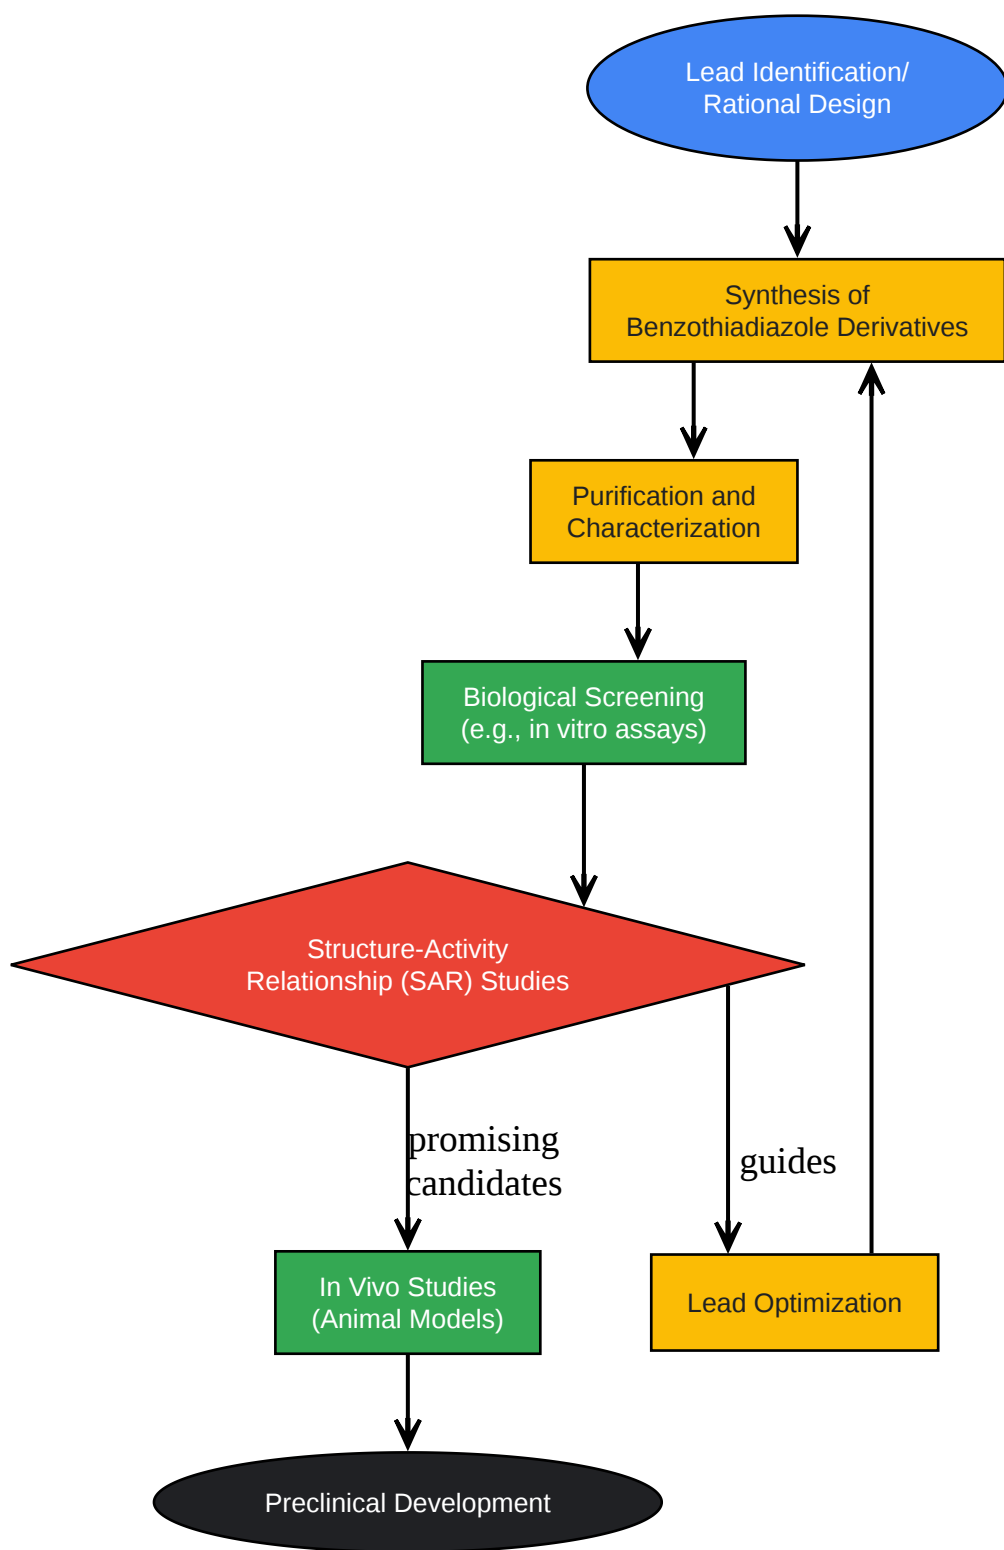 Lead Identification/
Rational Design
Synthesis of
Benzothiadiazole Derivatives
Purification and
Characterization
Biological Screening
(e.g., in vitro assays)
Structure-Activity
Relationship (SAR) Studies
promising
candidates
guides
In Vivo Studies
(Animal Models)
Lead Optimization
Preclinical Development